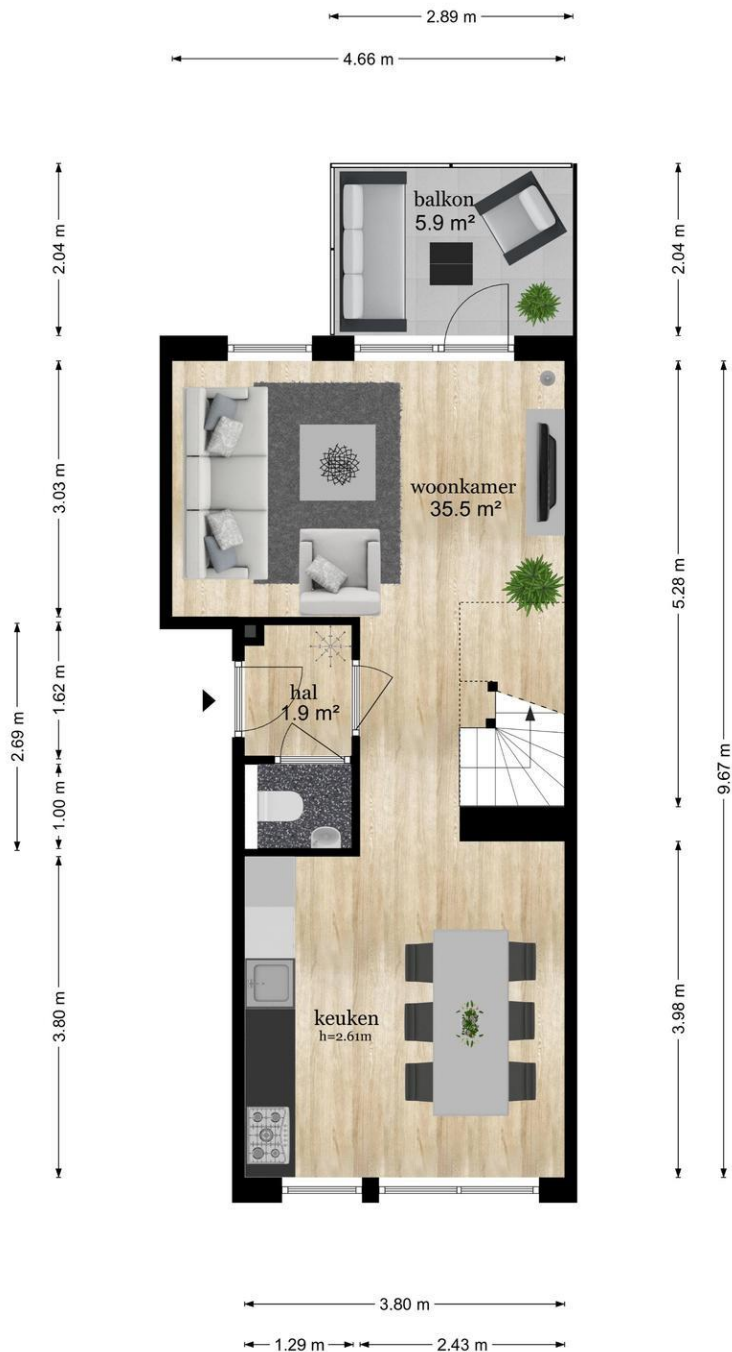 2.89 m
4.66 m
balkon
5.9 m²
2.04 m
2.04 m
woonkamer
35.5 m²
3.03 m
5.28 m
hal
1.9 m²
1.62 m
2.69 m
1.00 m
9.67 m
keuken
h=2.61m
3.80 m
3.98 m
3.80 m
1.29 m
2.43 m